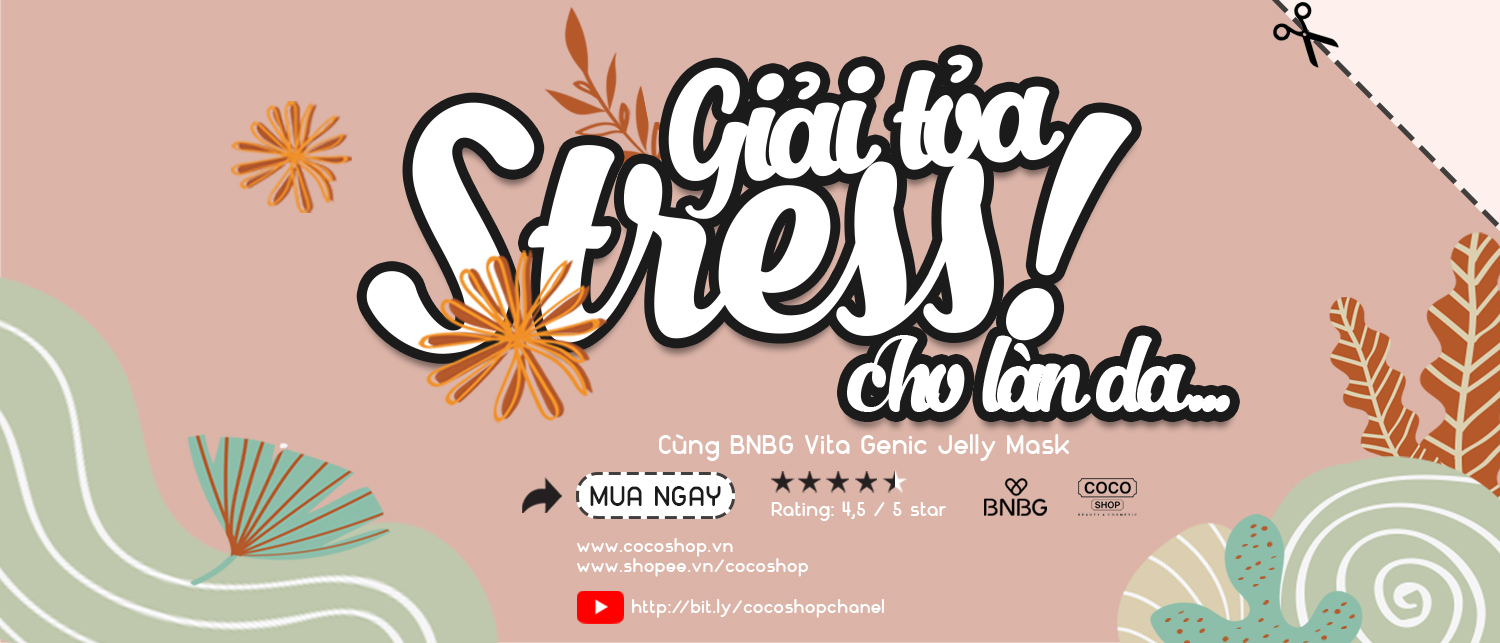 Giải tỏa
Stress!
cho làn da...
Cùng BNBG Vita Genic Jelly Mask
MUA NGAY
Rating: 4,5 / 5 star
BNBG
COCO
SHOP
BEAUTY & COSMETIC
www.cocoshop.vn
www.shopee.vn/cocoshop
http://bit.ly/cocoshopchanel